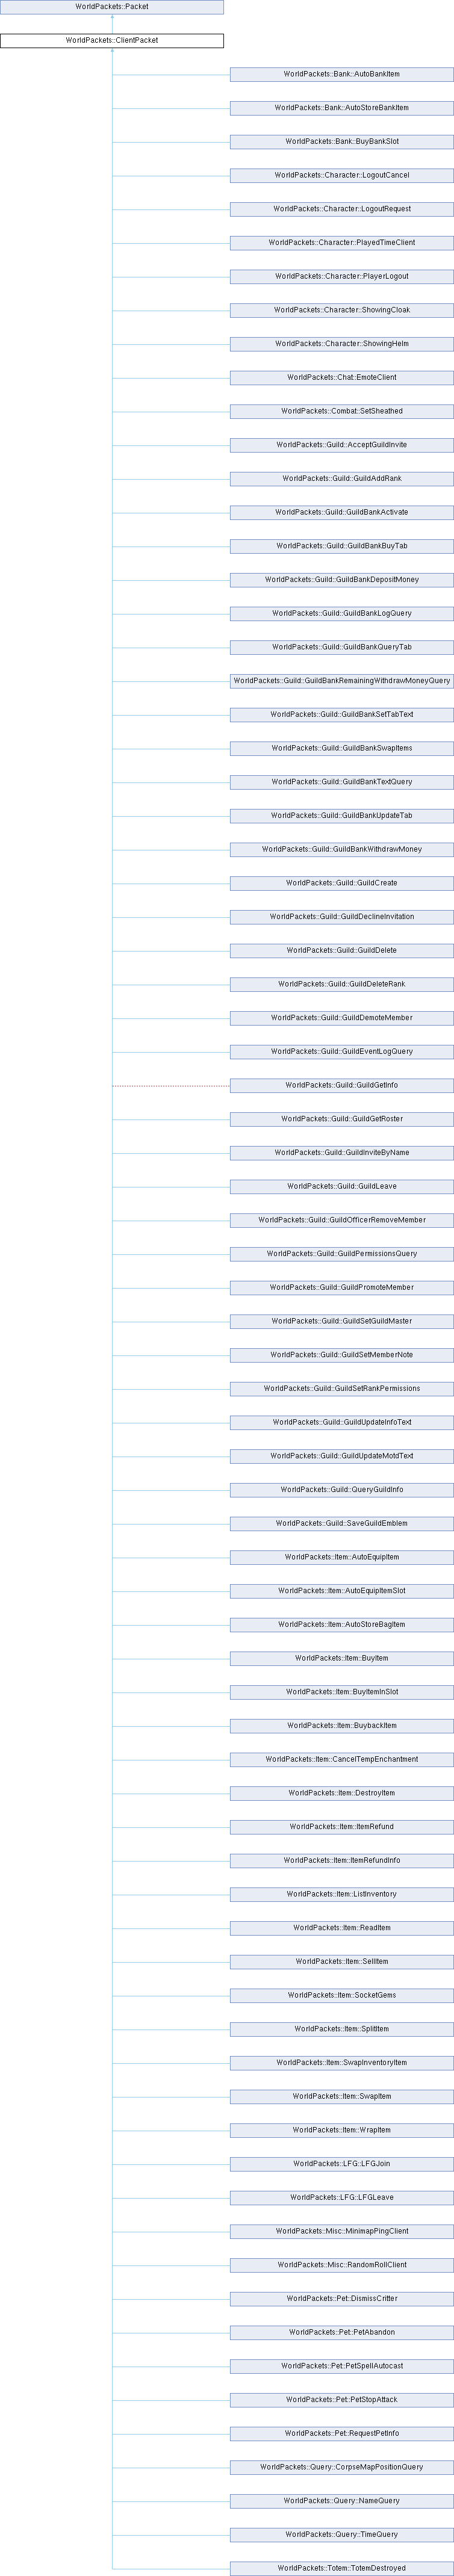 WorldPackets::Packet
WorldPackets::ClientPacket
WorldPackets::Bank::AutoBankItem
WorldPackets::Bank::AutoStoreBankItem
WorldPackets::Bank::BuyBankSlot
WorldPackets::Character::LogoutCancel
WorldPackets::Character::LogoutRequest
WorldPackets::Character::PlayedTimeClient
WorldPackets::Character::PlayerLogout
WorldPackets::Character::ShowingCloak
WorldPackets::Character::ShowingHelm
WorldPackets::Chat::EmoteClient
WorldPackets::Combat::SetSheathed
WorldPackets::Guild::AcceptGuildInvite
WorldPackets::Guild::GuildAddRank
WorldPackets::Guild::GuildBankActivate
WorldPackets::Guild::GuildBankBuyTab
WorldPackets::Guild::GuildBankDepositMoney
WorldPackets::Guild::GuildBankLogQuery
WorldPackets::Guild::GuildBankQueryTab
WorldPackets::Guild::GuildBankRemainingWithdrawMoneyQuery
WorldPackets::Guild::GuildBankSetTabText
WorldPackets::Guild::GuildBankSwapItems
WorldPackets::Guild::GuildBankTextQuery
WorldPackets::Guild::GuildBankUpdateTab
WorldPackets::Guild::GuildBankWithdrawMoney
WorldPackets::Guild::GuildCreate
WorldPackets::Guild::GuildDeclineInvitation
WorldPackets::Guild::GuildDelete
WorldPackets::Guild::GuildDeleteRank
WorldPackets::Guild::GuildDemoteMember
WorldPackets::Guild::GuildEventLogQuery
WorldPackets::Guild::GuildGetInfo
WorldPackets::Guild::GuildGetRoster
WorldPackets::Guild::GuildInviteByName
WorldPackets::Guild::GuildLeave
WorldPackets::Guild::GuildOfficerRemoveMember
WorldPackets::Guild::GuildPermissionsQuery
WorldPackets::Guild::GuildPromoteMember
WorldPackets::Guild::GuildSetGuildMaster
WorldPackets::Guild::GuildSetMemberNote
WorldPackets::Guild::GuildSetRankPermissions
WorldPackets::Guild::GuildUpdateInfoText
WorldPackets::Guild::GuildUpdateMotdText
WorldPackets::Guild::QueryGuildInfo
WorldPackets::Guild::SaveGuildEmblem
WorldPackets::Item::AutoEquipItem
WorldPackets::Item::AutoEquipItemSlot
WorldPackets::Item::AutoStoreBagItem
WorldPackets::Item::BuyItem
WorldPackets::Item::BuyItemInSlot
WorldPackets::Item::BuybackItem
WorldPackets::Item::CancelTempEnchantment
WorldPackets::Item::DestroyItem
WorldPackets::Item::ItemRefund
WorldPackets::Item::ItemRefundInfo
WorldPackets::Item::ListInventory
WorldPackets::Item::ReadItem
WorldPackets::Item::SellItem
WorldPackets::Item::SocketGems
WorldPackets::Item::SplitItem
WorldPackets::Item::SwapInventoryItem
WorldPackets::Item::SwapItem
WorldPackets::Item::WrapItem
WorldPackets::LFG::LFGJoin
WorldPackets::LFG::LFGLeave
WorldPackets::Misc::MinimapPingClient
WorldPackets::Misc::RandomRollClient
WorldPackets::Pet::DismissCritter
WorldPackets::Pet::PetAbandon
WorldPackets::Pet::PetSpellAutocast
WorldPackets::Pet::PetStopAttack
WorldPackets::Pet::RequestPetInfo
WorldPackets::Query::CorpseMapPositionQuery
WorldPackets::Query::NameQuery
WorldPackets::Query::TimeQuery
WorldPackets::Totem::TotemDestroyed